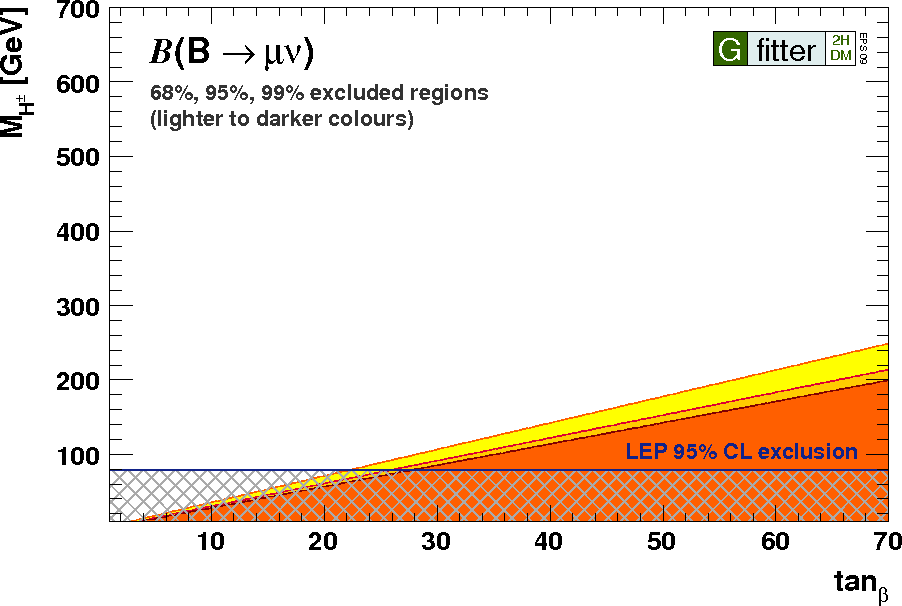 700
600
500
400
300
200
100
M_H± [GeV]
B(B → μν)
68%, 95%, 99% excluded regions
(lighter to darker colours)
G fitter 2H DM EPS 09
LEP 95% CL exclusion
10 20 30 40 50 60 70
tanβ